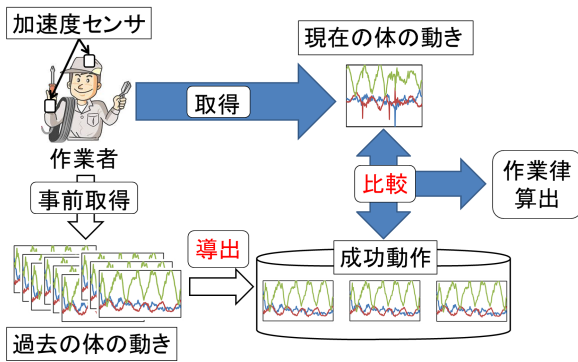 加速度センサ
現在の体の動き
取得
作業者
事前取得
比較
作業律
算出
導出
成功動作
過去の体の動き